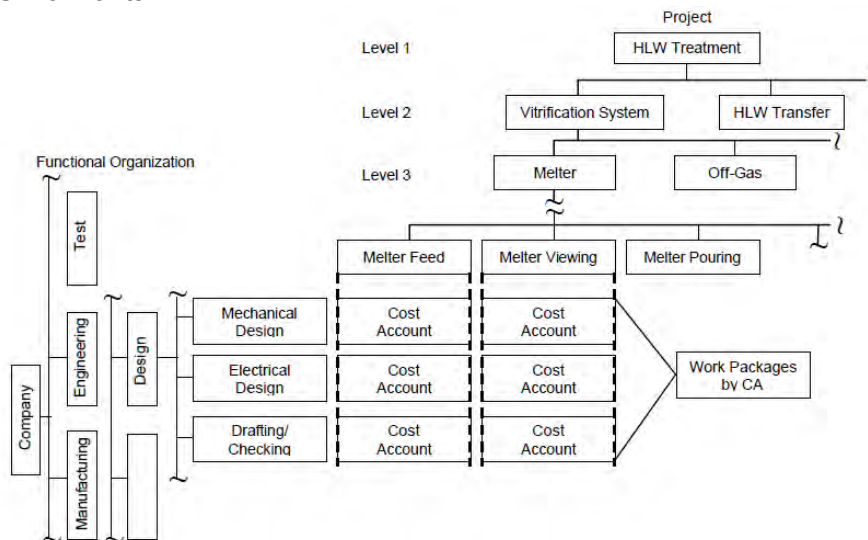 Project
Level 1
HLW Treatment
Level 2
Vitrification System
HLW Transfer
Functional Organization
Level 3
Melter
Off-Gas
Test
Melter Feed
Melter Viewing
Melter Pouring
Engineering
Design
Mechanical
Design
Cost
Account
Cost
Account
Company
Electrical
Design
Cost
Account
Cost
Account
Work Packages
by CA
Manufacturing
Drafting/
Checking
Cost
Account
Cost
Account